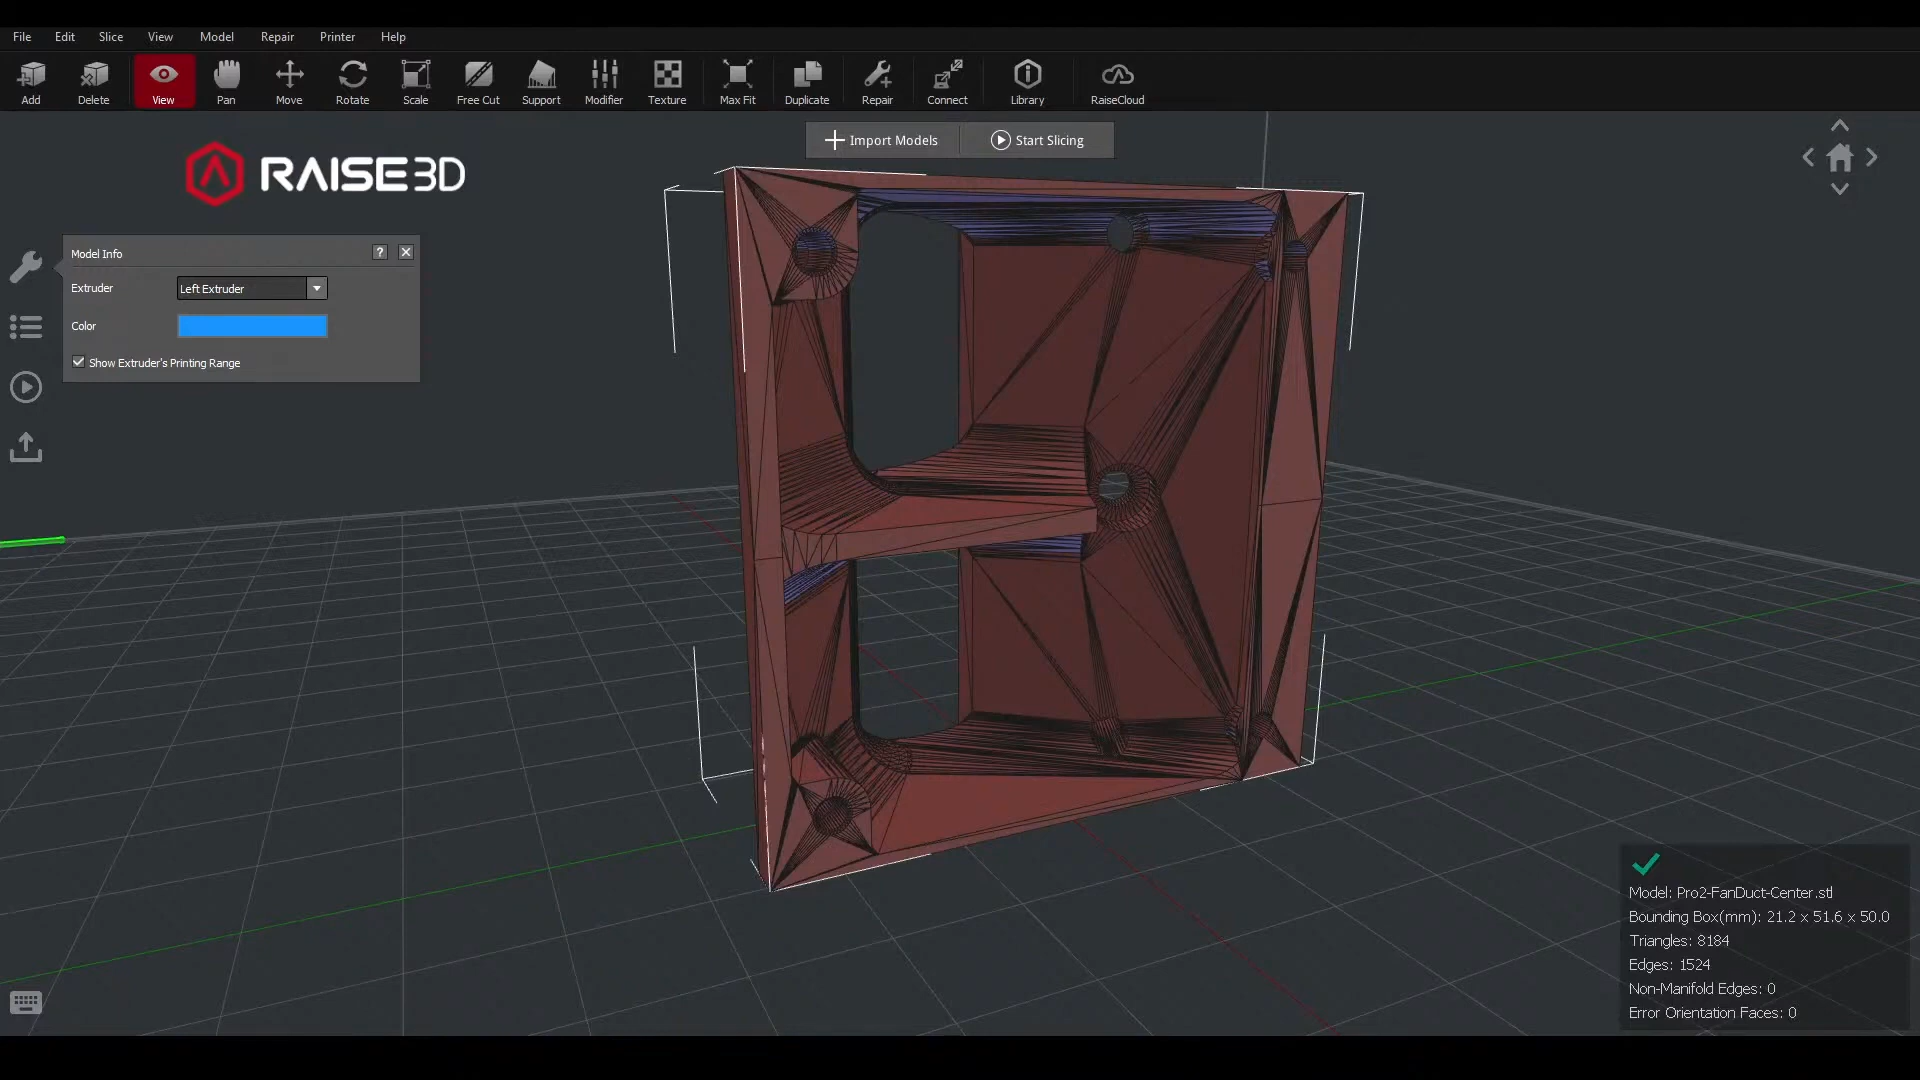 File Edit Slice View Model Repair Printer Help
Add Delete View Pan Move Rotate Scale Free Cut Support Modifier Texture Max Fit Duplicate Repair Connect Library RaiseCloud
Import Models Start Slicing
RAISE3D
Model Info ?
Extruder Left Extruder
Color
Show Extruder's Printing Range
Model: Pro2-FanDuct-Center.stl
Bounding Box(mm): 21.2 x 51.6 x 50.0
Triangles: 8184
Edges: 1524
Non-Manifold Edges: 0
Error Orientation Faces: 0